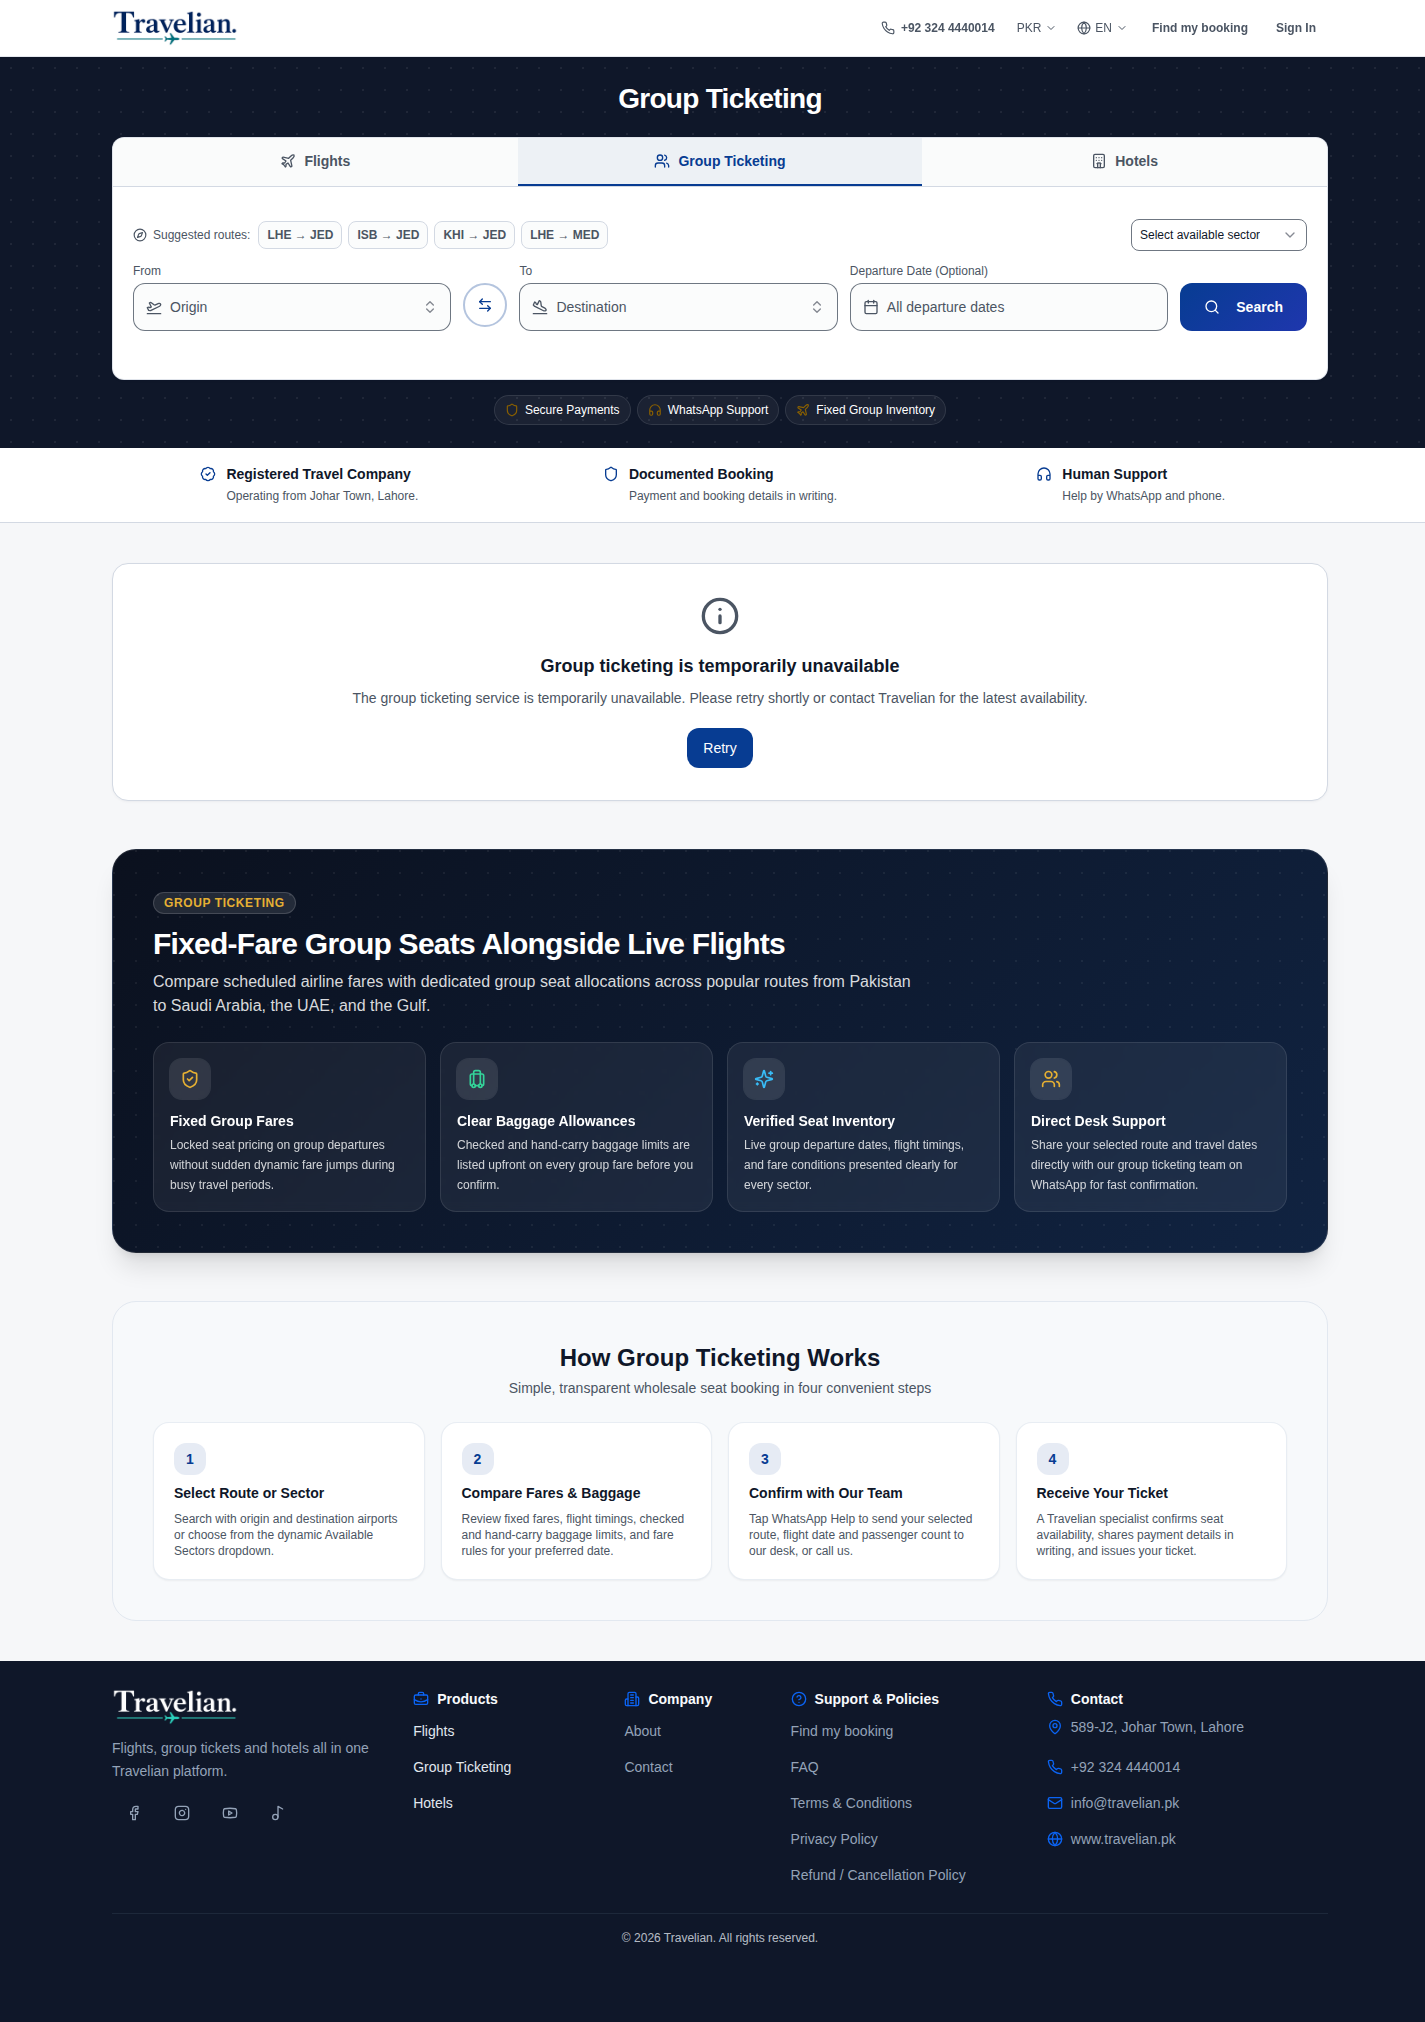 Travelian.
+92 324 4440014
PKR
EN
Find my booking
Sign In
Group Ticketing
Flights
Group Ticketing
Hotels
Suggested routes:
LHE → JED
ISB → JED
KHI → JED
LHE → MED
Select available sector
From
To
Departure Date (Optional)
Origin
Destination
All departure dates
Search
Secure Payments
WhatsApp Support
Fixed Group Inventory
Registered Travel Company
Operating from Johar Town, Lahore.
Documented Booking
Payment and booking details in writing.
Human Support
Help by WhatsApp and phone.
Group ticketing is temporarily unavailable
The group ticketing service is temporarily unavailable. Please retry shortly or contact Travelian for the latest availability.
Retry
GROUP TICKETING
Fixed-Fare Group Seats Alongside Live Flights
Compare scheduled airline fares with dedicated group seat allocations across popular routes from Pakistan
to Saudi Arabia, the UAE, and the Gulf.
Fixed Group Fares
Locked seat pricing on group departures
without sudden dynamic fare jumps during
busy travel periods.
Clear Baggage Allowances
Checked and hand-carry baggage limits are
listed upfront on every group fare before you
confirm.
Verified Seat Inventory
Live group departure dates, flight timings,
and fare conditions presented clearly for
every sector.
Direct Desk Support
Share your selected route and travel dates
directly with our group ticketing team on
WhatsApp for fast confirmation.
How Group Ticketing Works
Simple, transparent wholesale seat booking in four convenient steps
1
Select Route or Sector
Search with origin and destination airports
or choose from the dynamic Available
Sectors dropdown.
2
Compare Fares & Baggage
Review fixed fares, flight timings, checked
and hand-carry baggage limits, and fare
rules for your preferred date.
3
Confirm with Our Team
Tap WhatsApp Help to send your selected
route, flight date and passenger count to
our desk, or call us.
4
Receive Your Ticket
A Travelian specialist confirms seat
availability, shares payment details in
writing, and issues your ticket.
Travelian.
Flights, group tickets and hotels all in one
Travelian platform.
Products
Flights
Group Ticketing
Hotels
Company
About
Contact
Support & Policies
Find my booking
FAQ
Terms & Conditions
Privacy Policy
Refund / Cancellation Policy
Contact
589-J2, Johar Town, Lahore
+92 324 4440014
info@travelian.pk
www.travelian.pk
© 2026 Travelian. All rights reserved.